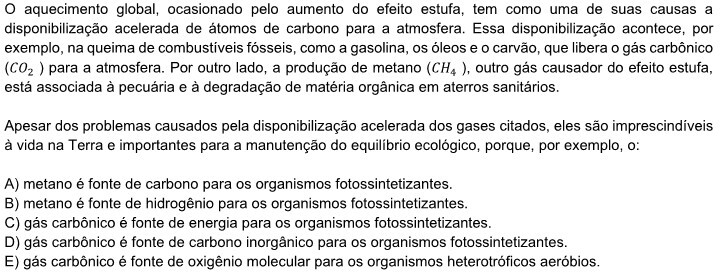 O aquecimento global, ocasionado pelo aumento do efeito estufa, tem como uma de suas causas a
disponibilização acelerada de átomos de carbono para a atmosfera. Essa disponibilização acontece, por
exemplo, na queima de combustíveis fósseis, como a gasolina, os óleos e o carvão, que libera o gás carbônico
(CO₂ ) para a atmosfera. Por outro lado, a produção de metano (CH₄ ), outro gás causador do efeito estufa,
está associada à pecuária e à degradação de matéria orgânica em aterros sanitários.
Apesar dos problemas causados pela disponibilização acelerada dos gases citados, eles são imprescindíveis
à vida na Terra e importantes para a manutenção do equilíbrio ecológico, porque, por exemplo, o:
A) metano é fonte de carbono para os organismos fotossintetizantes.
B) metano é fonte de hidrogênio para os organismos fotossintetizantes.
C) gás carbônico é fonte de energia para os organismos fotossintetizantes.
D) gás carbônico é fonte de carbono inorgânico para os organismos fotossintetizantes.
E) gás carbônico é fonte de oxigênio molecular para os organismos heterotróficos aeróbios.